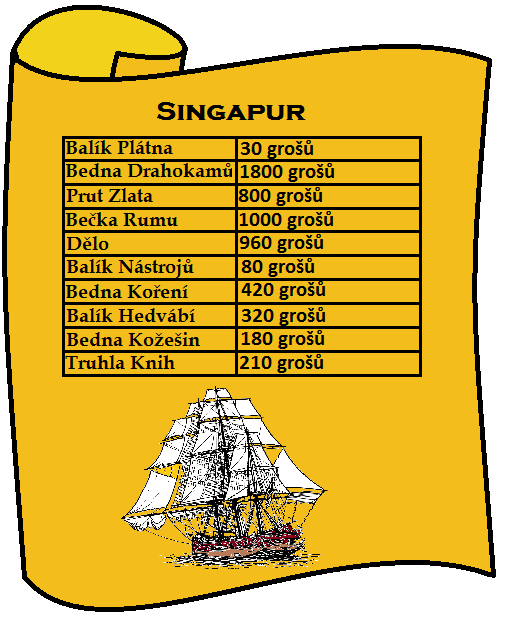 Singapur
Balík Plátna 30 grošů
Bedna Drahokamů 1800 grošů
Prut Zlata 800 grošů
Bečka Rumu 1000 grošů
Dělo 960 grošů
Balík Nástrojů 80 grošů
Bedna Koření 420 grošů
Balík Hedvábí 320 grošů
Bedna Kožešin 180 grošů
Truhla Knih 210 grošů